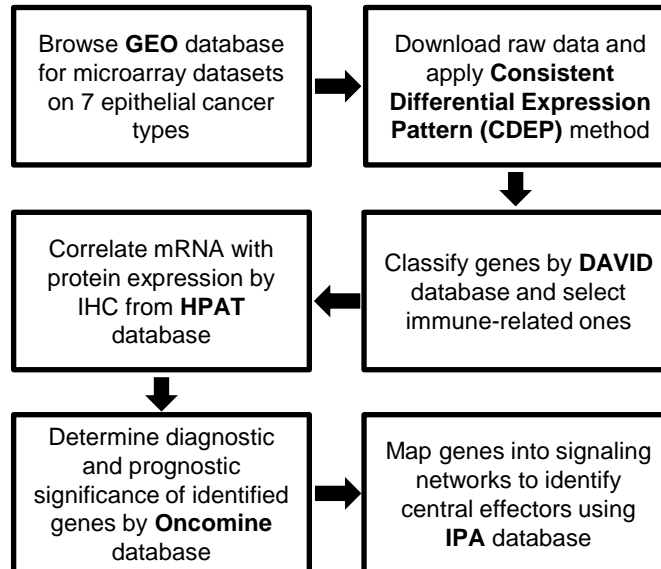 Browse GEO database
for microarray datasets
on 7 epithelial cancer
types
Download raw data and
apply Consistent
Differential Expression
Pattern (CDEP) method
Classify genes by DAVID
database and select
immune-related ones
Correlate mRNA with
protein expression by
IHC from HPAT
database
Determine diagnostic
and prognostic
significance of identified
genes by Oncomine
database
Map genes into signaling
networks to identify
central effectors using
IPA database